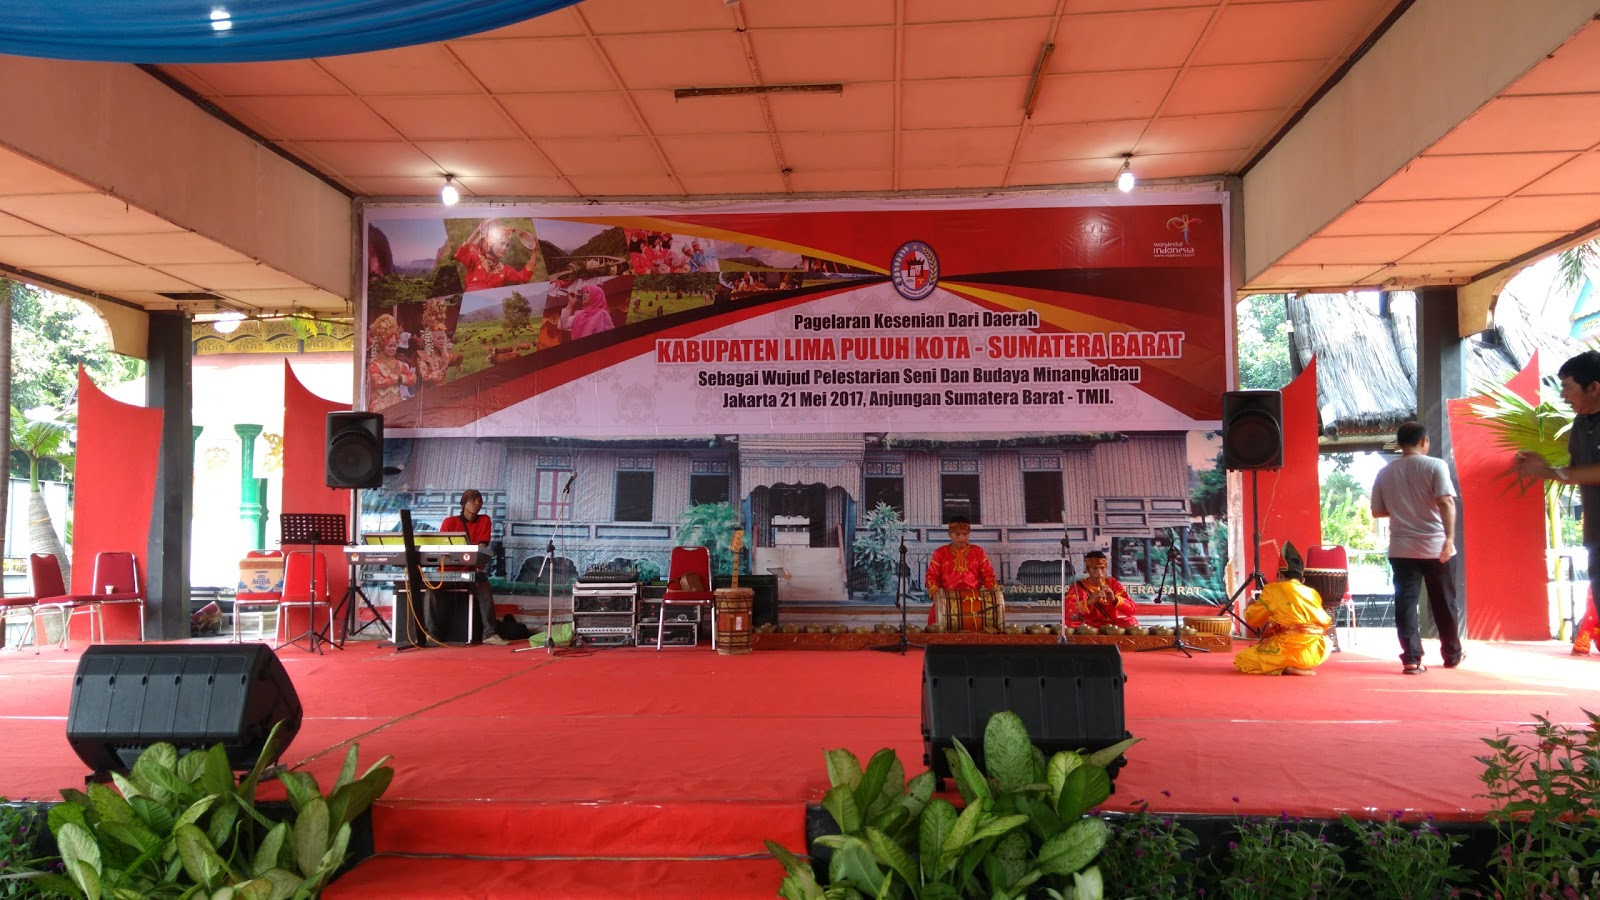 wonderful
indonesia
Pagelaran Kesenian Dari Daerah
KABUPATEN LIMA PULUH KOTA - SUMATERA BARAT
Sebagai Wujud Pelestarian Seni Dan Budaya Minangkabau
Jakarta 21 Mei 2017, Anjungan Sumatera Barat - TMII.
AQUA